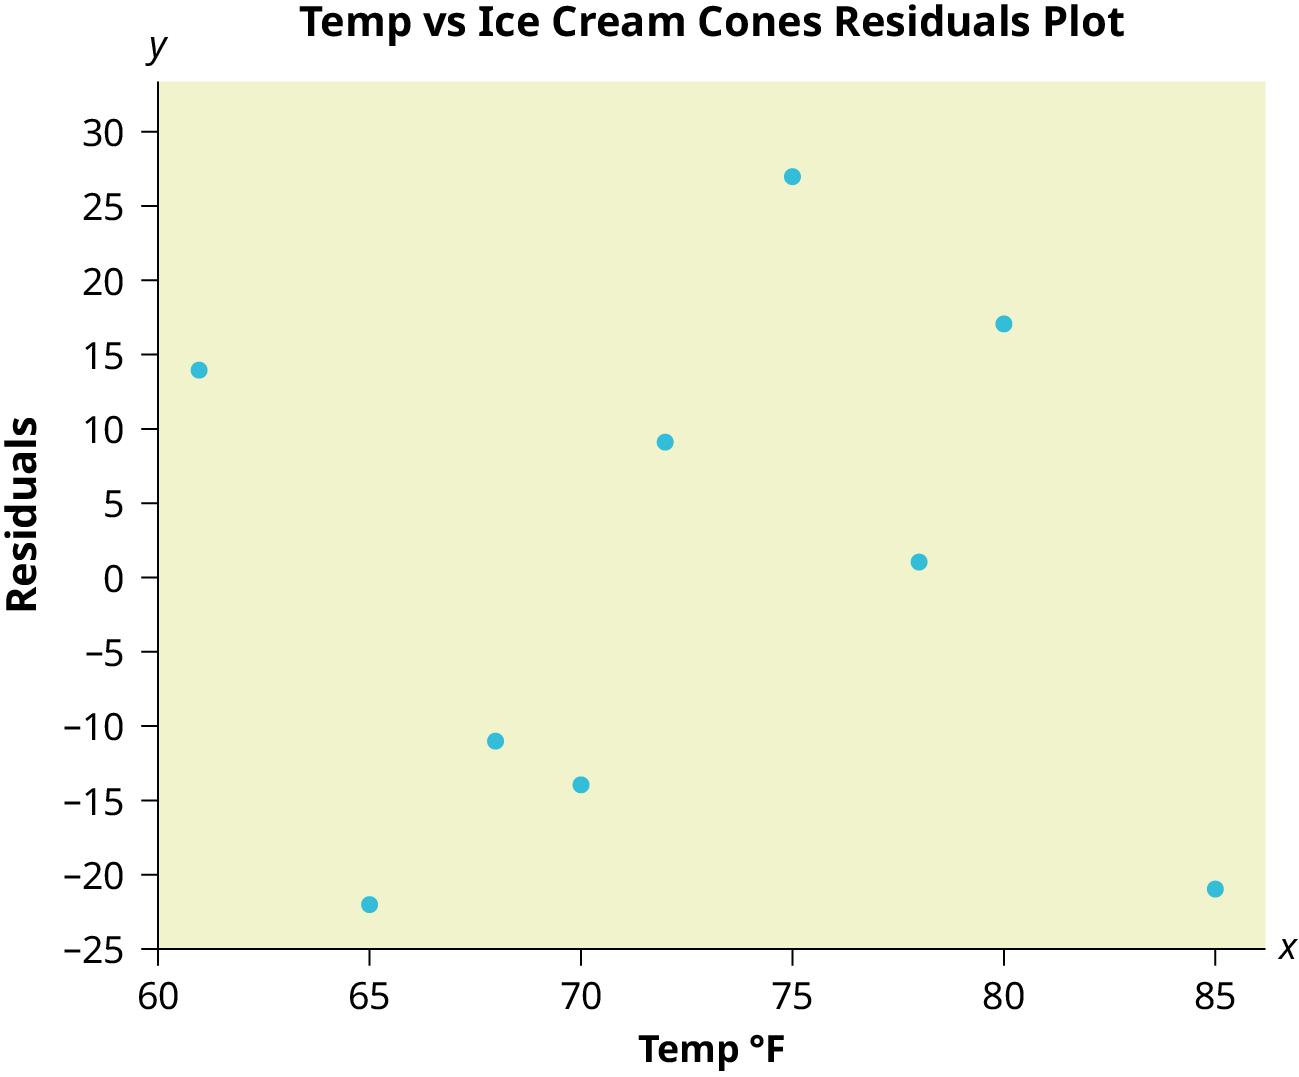 Temp vs Ice Cream Cones Residuals Plot
y
30
25
20
15
10
5
0
–5
–10
–15
–20
–25
Residuals
60 65 70 75 80 85
x
Temp °F